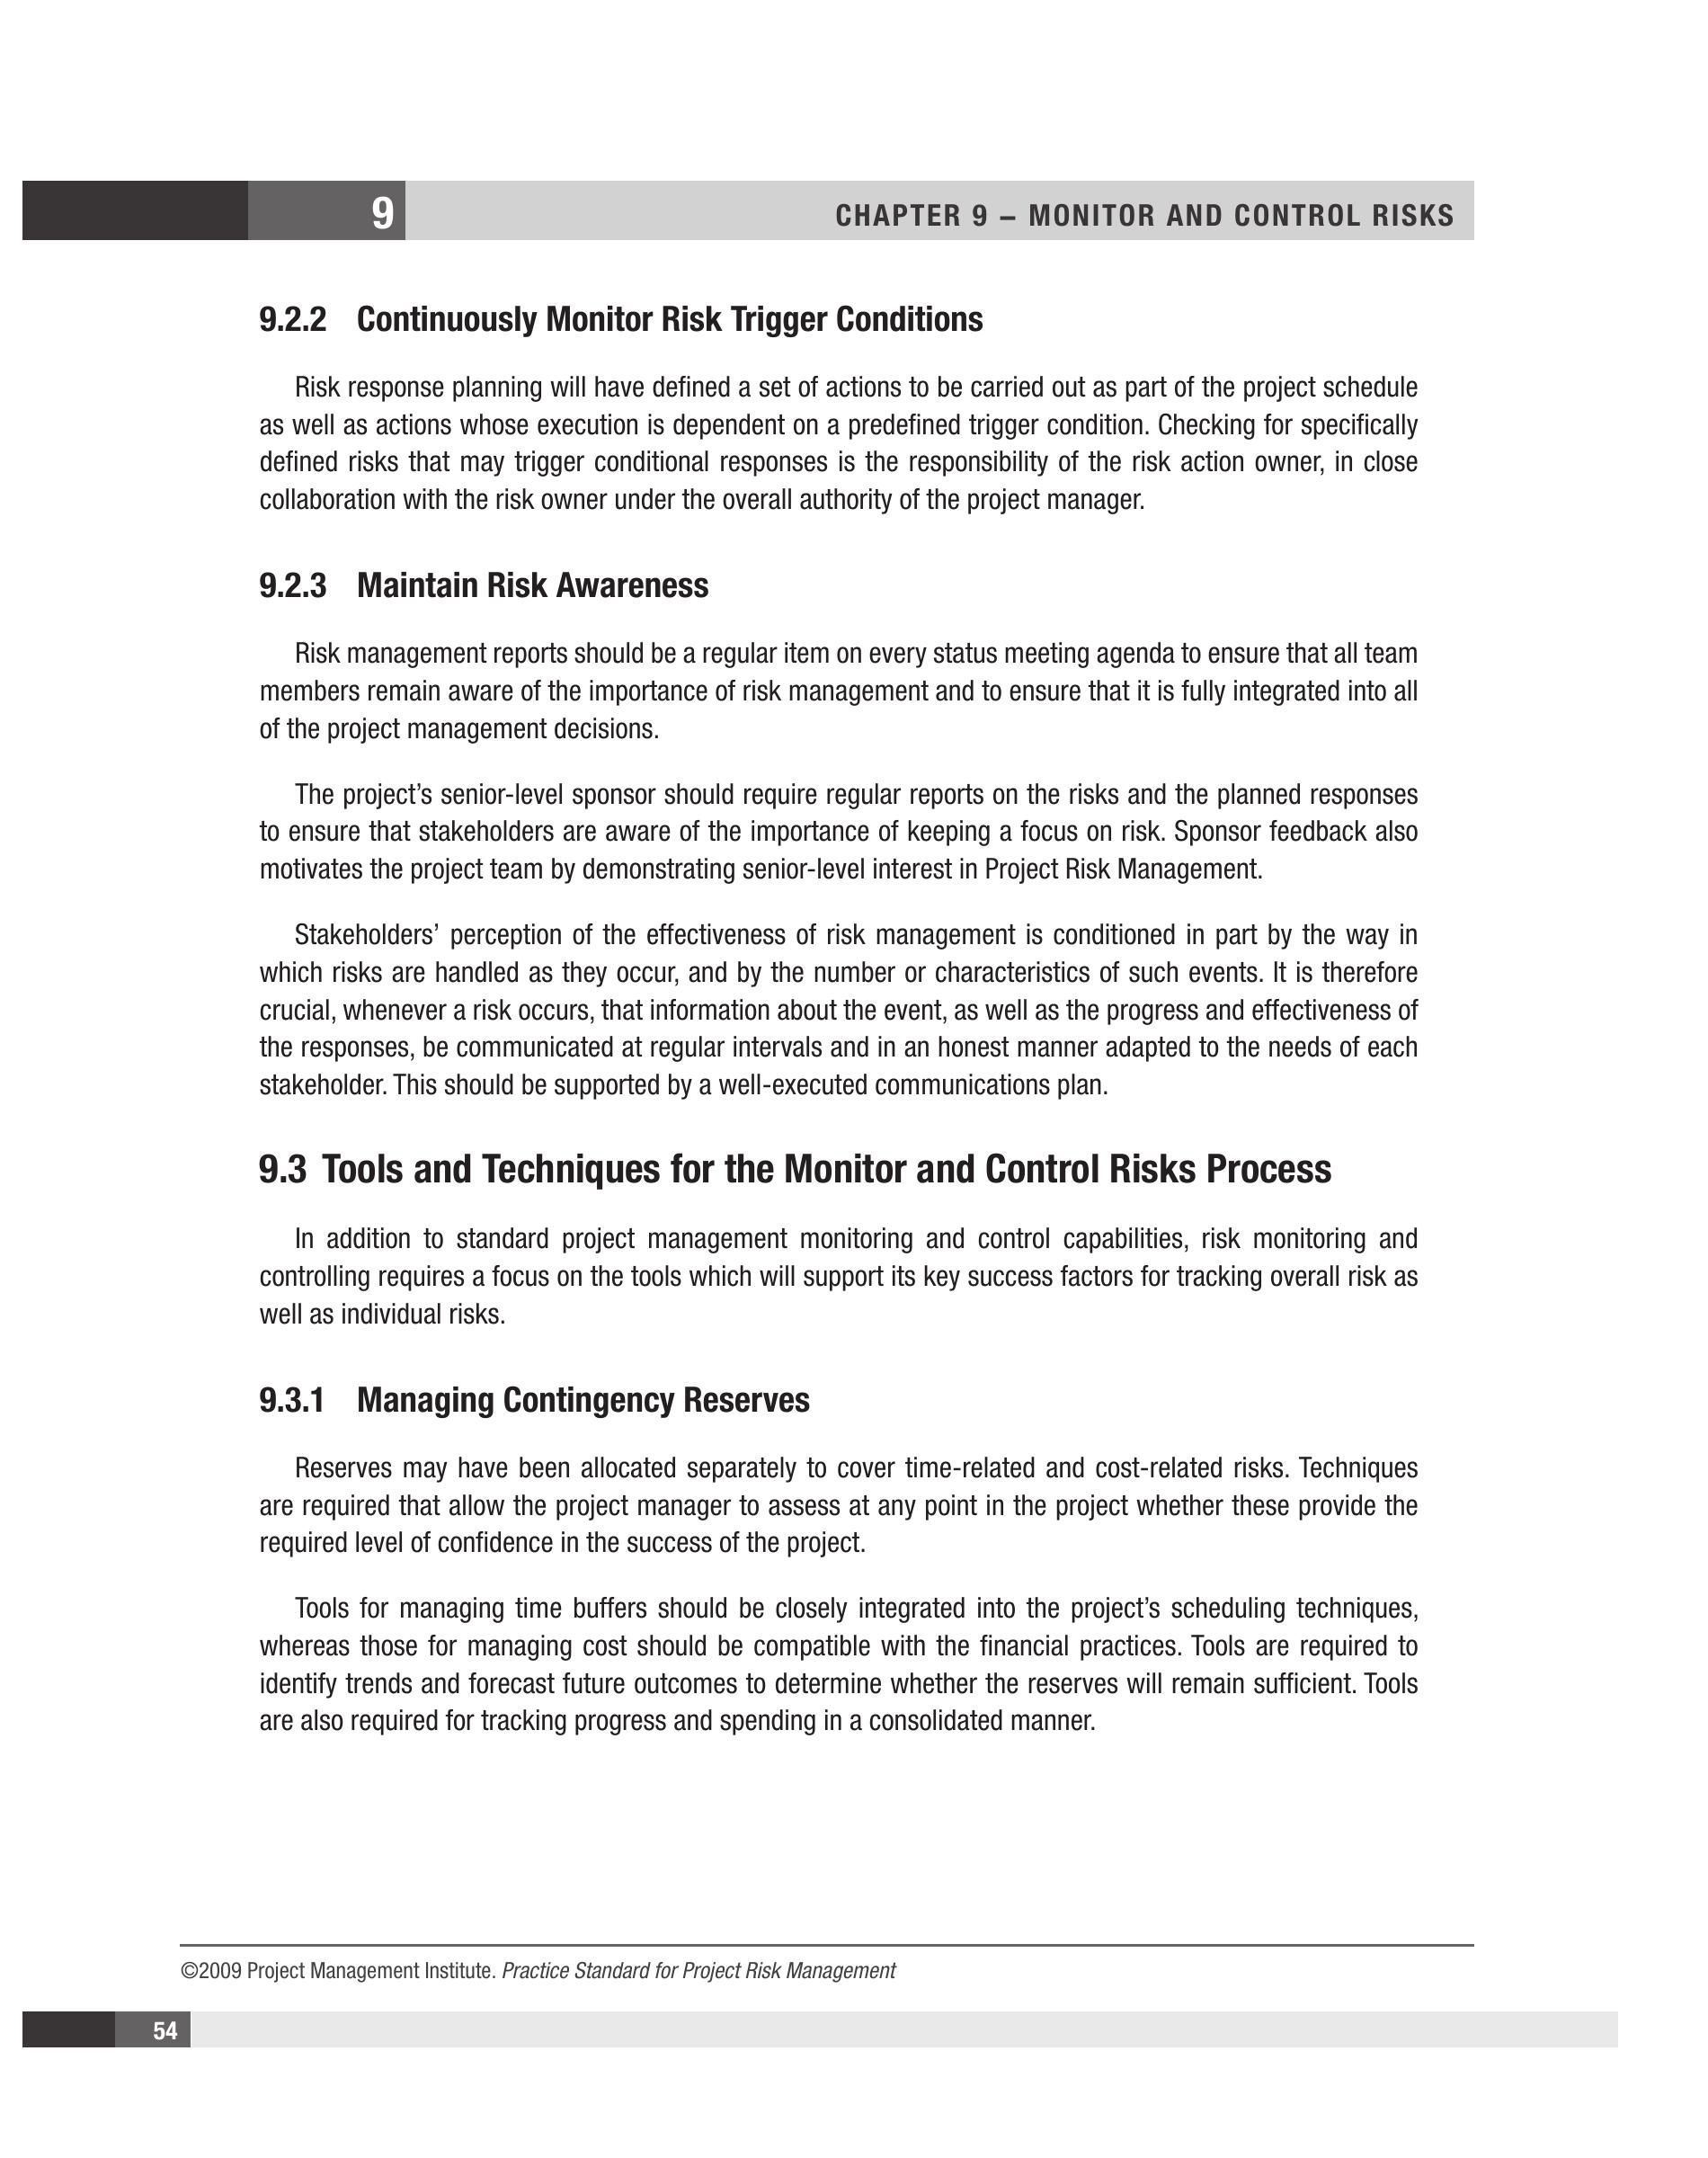 9
CHAPTER 9 – MONITOR AND CONTROL RISKS
9.2.2 Continuously Monitor Risk Trigger Conditions
Risk response planning will have defined a set of actions to be carried out as part of the project schedule
as well as actions whose execution is dependent on a predefined trigger condition. Checking for specifically
defined risks that may trigger conditional responses is the responsibility of the risk action owner, in close
collaboration with the risk owner under the overall authority of the project manager.
9.2.3 Maintain Risk Awareness
Risk management reports should be a regular item on every status meeting agenda to ensure that all team
members remain aware of the importance of risk management and to ensure that it is fully integrated into all
of the project management decisions.
The project’s senior-level sponsor should require regular reports on the risks and the planned responses
to ensure that stakeholders are aware of the importance of keeping a focus on risk. Sponsor feedback also
motivates the project team by demonstrating senior-level interest in Project Risk Management.
Stakeholders’ perception of the effectiveness of risk management is conditioned in part by the way in
which risks are handled as they occur, and by the number or characteristics of such events. It is therefore
crucial, whenever a risk occurs, that information about the event, as well as the progress and effectiveness of
the responses, be communicated at regular intervals and in an honest manner adapted to the needs of each
stakeholder. This should be supported by a well-executed communications plan.
9.3 Tools and Techniques for the Monitor and Control Risks Process
In addition to standard project management monitoring and control capabilities, risk monitoring and
controlling requires a focus on the tools which will support its key success factors for tracking overall risk as
well as individual risks.
9.3.1 Managing Contingency Reserves
Reserves may have been allocated separately to cover time-related and cost-related risks. Techniques
are required that allow the project manager to assess at any point in the project whether these provide the
required level of confidence in the success of the project.
Tools for managing time buffers should be closely integrated into the project’s scheduling techniques,
whereas those for managing cost should be compatible with the financial practices. Tools are required to
identify trends and forecast future outcomes to determine whether the reserves will remain sufficient. Tools
are also required for tracking progress and spending in a consolidated manner.
©2009 Project Management Institute. Practice Standard for Project Risk Management
54